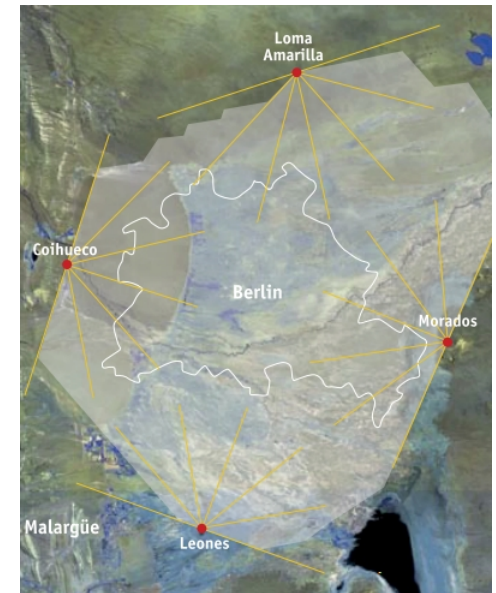 Loma
Amarilla
Coihueco
Berlin
Morados
Malargüe
Leones